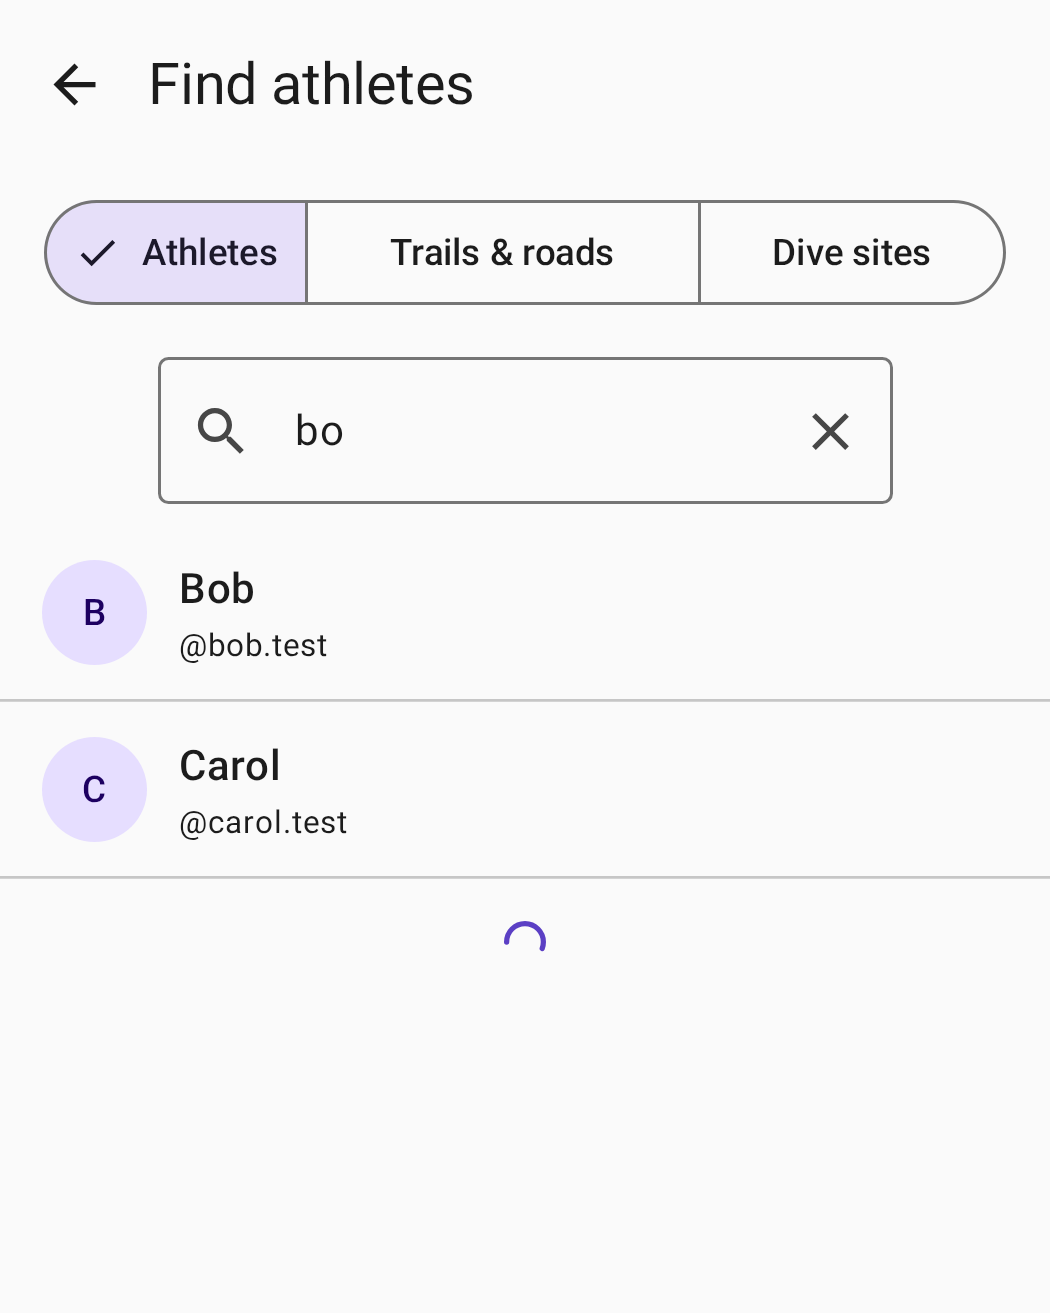 Find athletes
Athletes
Trails & roads
Dive sites
bo
B
Bob
@bob.test
C
Carol
@carol.test